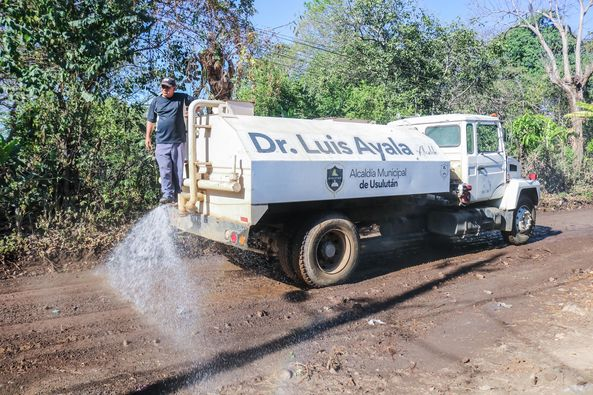 Dr. Luis Ayala
Alcaldía Municipal
de Usulután